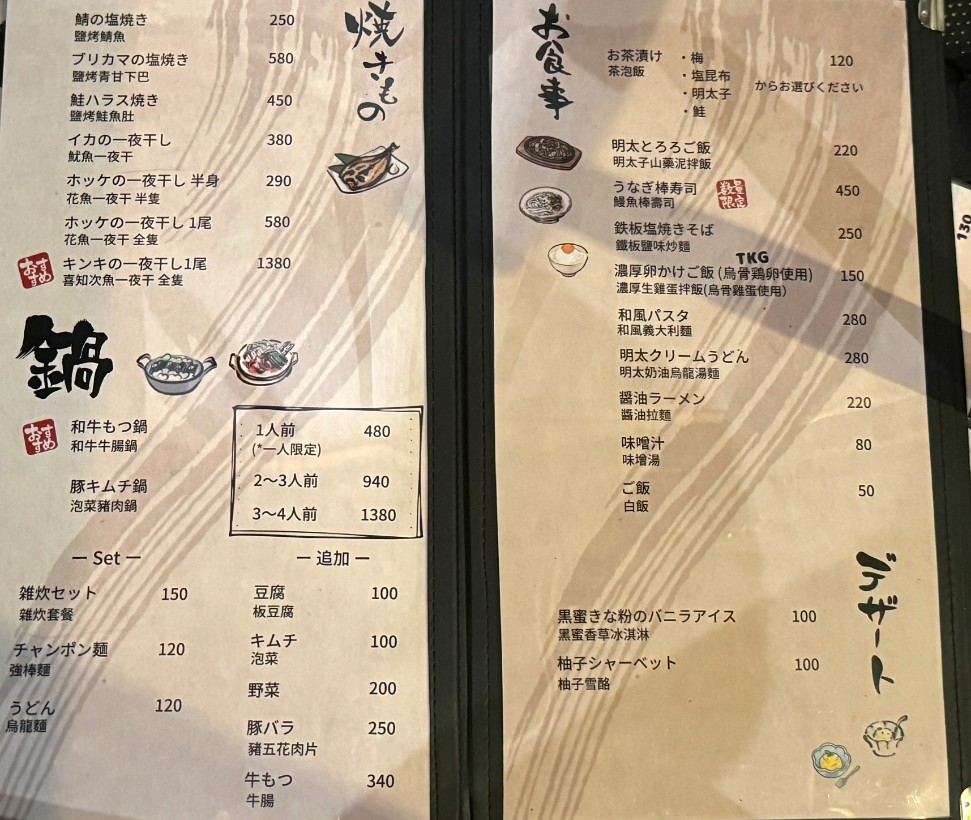 焼きもの
鯖の塩焼き 250
鹽烤鯖魚
ブリカマの塩焼き 580
鹽烤青甘下巴
鮭ハラス焼き 450
鹽烤鮭魚肚
イカの一夜干し 380
魷魚一夜干
ホッケの一夜干し 半身 290
花魚一夜干 半隻
ホッケの一夜干し 1尾 580
花魚一夜干 全隻
おすすめ
キンキの一夜干し1尾 1380
喜知次魚一夜干 全隻
鍋
おすすめ
和牛もつ鍋
和牛牛腸鍋
豚キムチ鍋
泡菜豬肉鍋
1人前 480
(*一人限定)
2〜3人前 940
3〜4人前 1380
ー Set ー
雑炊セット 150
雜炊套餐
チャンポン麺 120
強棒麵
うどん 120
烏龍麵
ー 追加 ー
豆腐 100
板豆腐
キムチ 100
泡菜
野菜 200
豚バラ 250
豬五花肉片
牛もつ 340
牛腸
お食事
お茶漬け ・梅 120
茶泡飯 ・塩昆布
・明太子 からお選びください
・鮭
明太とろろご飯 220
明太子山藥泥拌飯
うなぎ棒寿司 数量限定 450
鰻魚棒壽司
鉄板塩焼きそば 250
鐵板鹽味炒麵
TKG
濃厚卵かけご飯 (烏骨鶏卵使用) 150
濃厚生雞蛋拌飯(烏骨雞蛋使用)
和風パスタ 280
和風義大利麵
明太クリームうどん 280
明太奶油烏龍湯麵
醤油ラーメン 220
醬油拉麵
味噌汁 80
味噌湯
ご飯 50
白飯
デザート
黒蜜きな粉のバニラアイス 100
黑蜜香草冰淇淋
柚子シャーベット 100
柚子雪酪
130